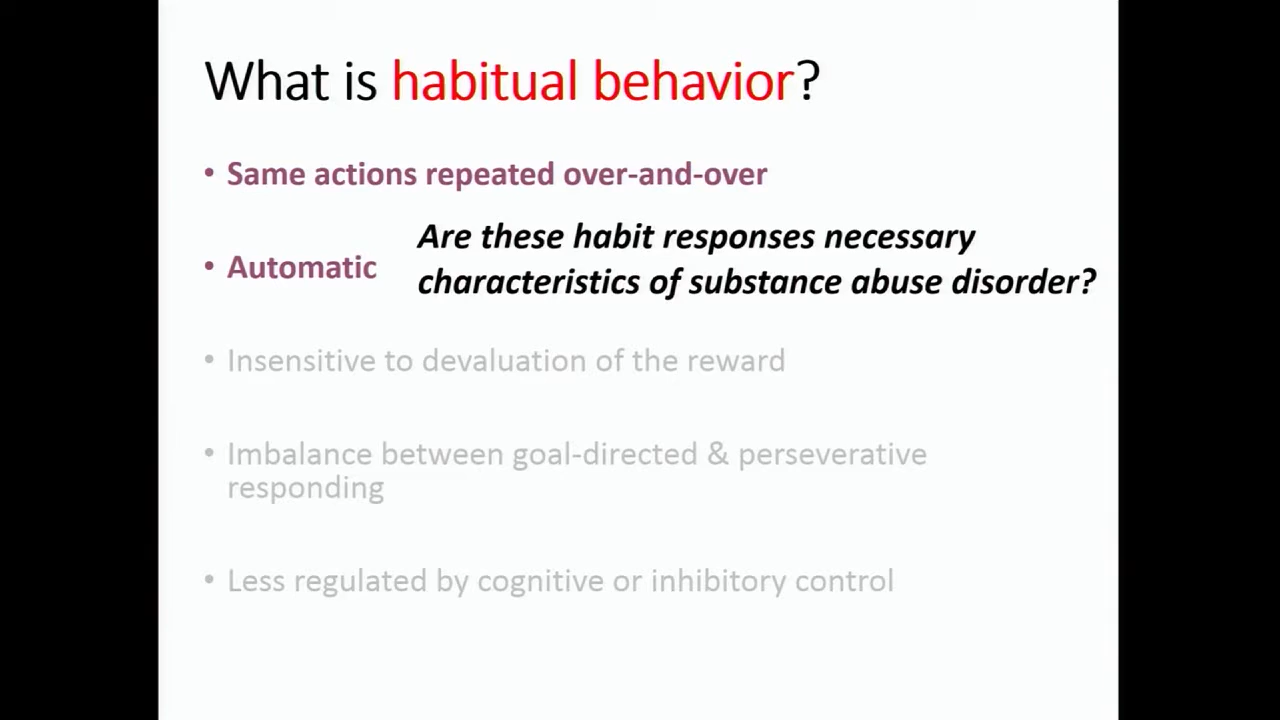 What is habitual behavior?
• Same actions repeated over-and-over
Are these habit responses necessary
characteristics of substance abuse disorder?
• Automatic
• Insensitive to devaluation of the reward
• Imbalance between goal-directed & perseverative
responding
• Less regulated by cognitive or inhibitory control